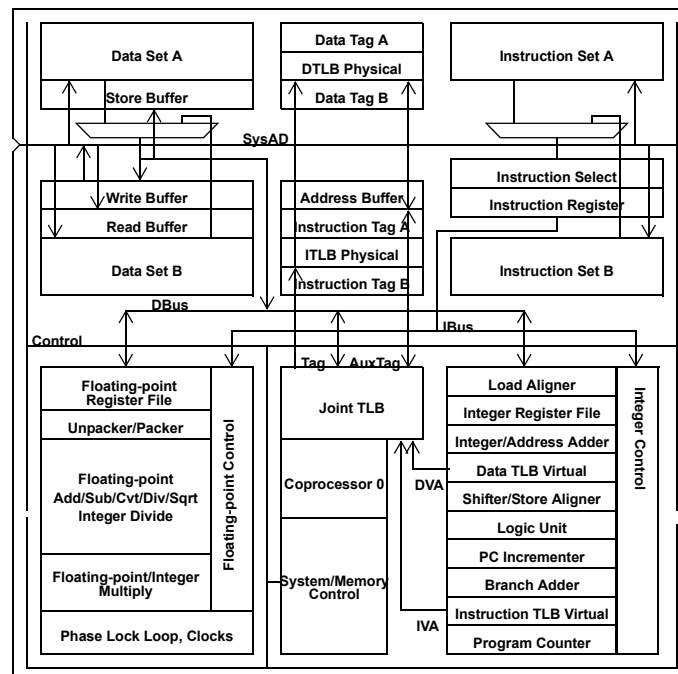 Data Set A
Store Buffer
Data Tag A
DTLB Physical
Data Tag B
Instruction Set A
SysAD
Write Buffer
Read Buffer
Data Set B
Address Buffer
Instruction Tag A
ITLB Physical
Instruction Tag B
Instruction Select
Instruction Register
Instruction Set B
DBus
IBus
Control
Tag
AuxTag
Floating-point
Register File
Unpacker/Packer
Floating-point
Add/Sub/Cvt/Div/Sqrt
Integer Divide
Floating-point/Integer
Multiply
Phase Lock Loop, Clocks
Floating-point Control
Joint TLB
Coprocessor 0
System/Memory
Control
DVA
IVA
Load Aligner
Integer Register File
Integer/Address Adder
Data TLB Virtual
Shifter/Store Aligner
Logic Unit
PC Incrementer
Branch Adder
Instruction TLB Virtual
Program Counter
Integer Control